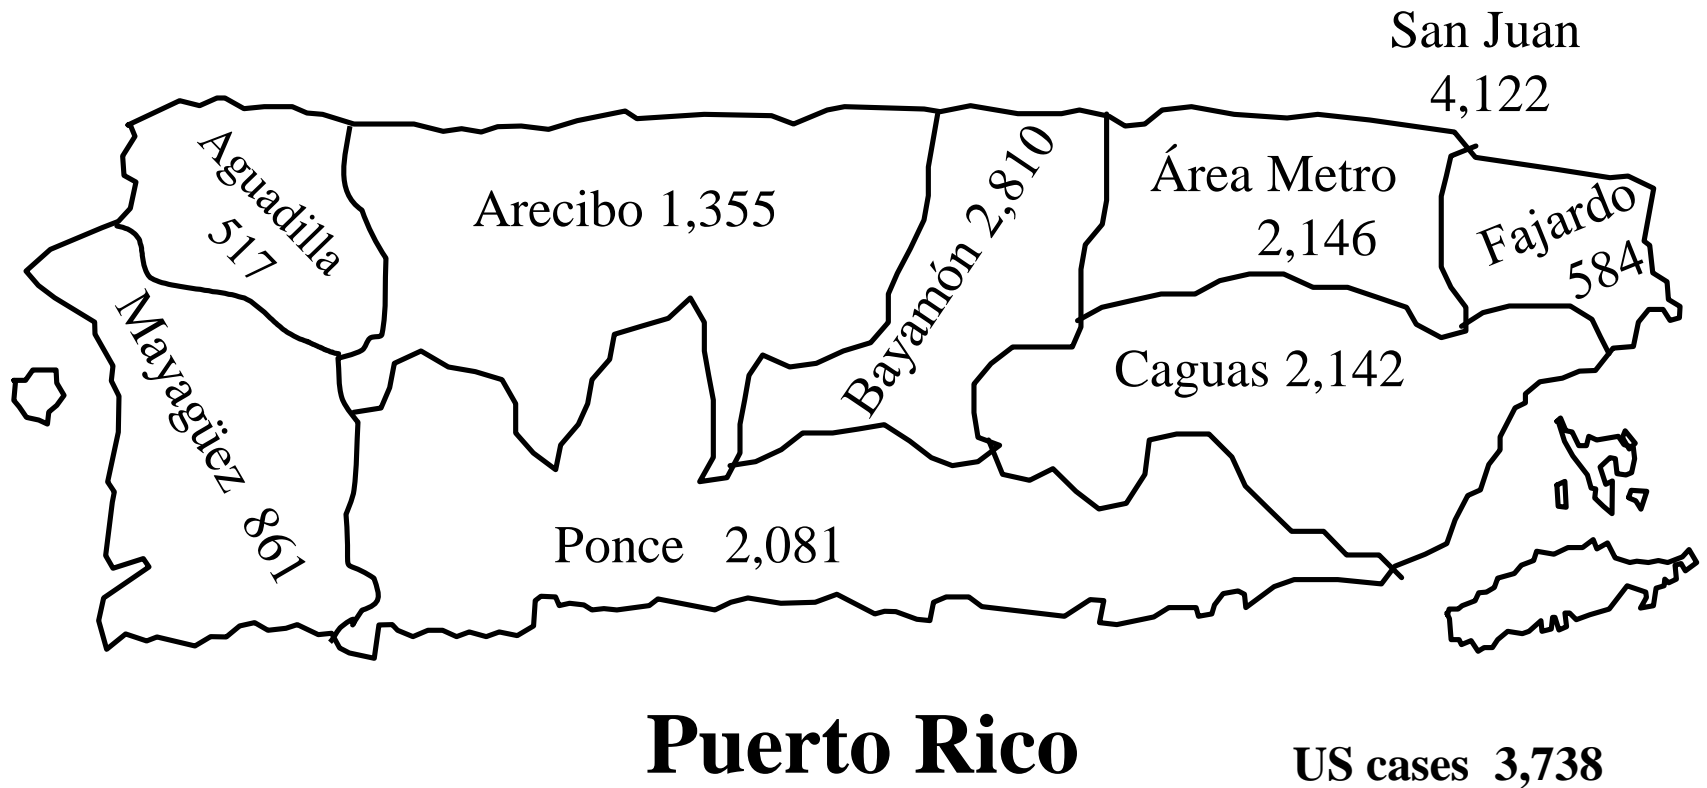 San Juan
4,122
Aguadilla
517
Arecibo 1,355
Bayamón 2,810
Área Metro
2,146
Fajardo
584
Mayagüez 861
Caguas 2,142
Ponce 2,081
Puerto Rico
US cases 3,738